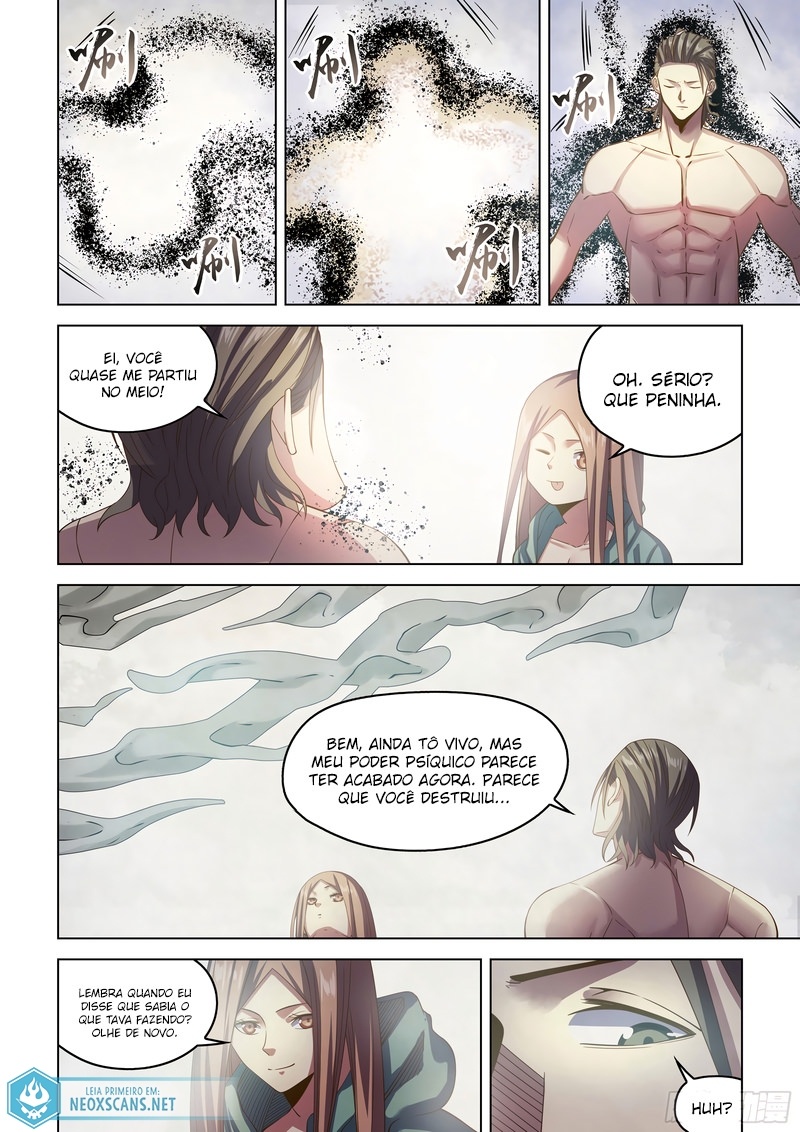 唰
唰
唰
唰
唰
EI, VOCÊ
QUASE ME PARTIU
NO MEIO!
OH. SÉRIO?
QUE PENINHA.
BEM, AINDA TÔ VIVO, MAS
MEU PODER PSÍQUICO PARECE
TER ACABADO AGORA. PARECE
QUE VOCÊ DESTRUIU...
LEMBRA QUANDO EU
DISSE QUE SABIA O
QUE TAVA FAZENDO?
OLHE DE NOVO.
HUH?
LEIA PRIMEIRO EM:
NEOXSCANS.NET